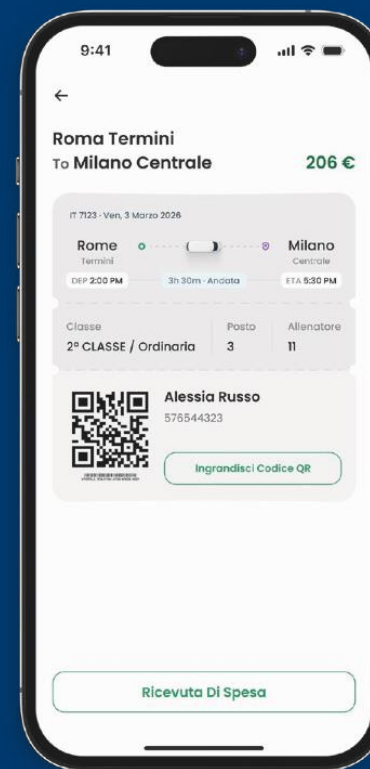 9:41
Roma Termini
To Milano Centrale
206 €
IT 7123 - Ven, 3 Marzo 2026
Rome
Milano
Termini
Centrale
DEP 2:00 PM
3h 30m - Andata
ETA 5:30 PM
Classe
Posto
Allenatore
2ª CLASSE / Ordinaria
3
11
Alessia Russo
576544323
Ingrandisci Codice QR
Ricevuta Di Spesa